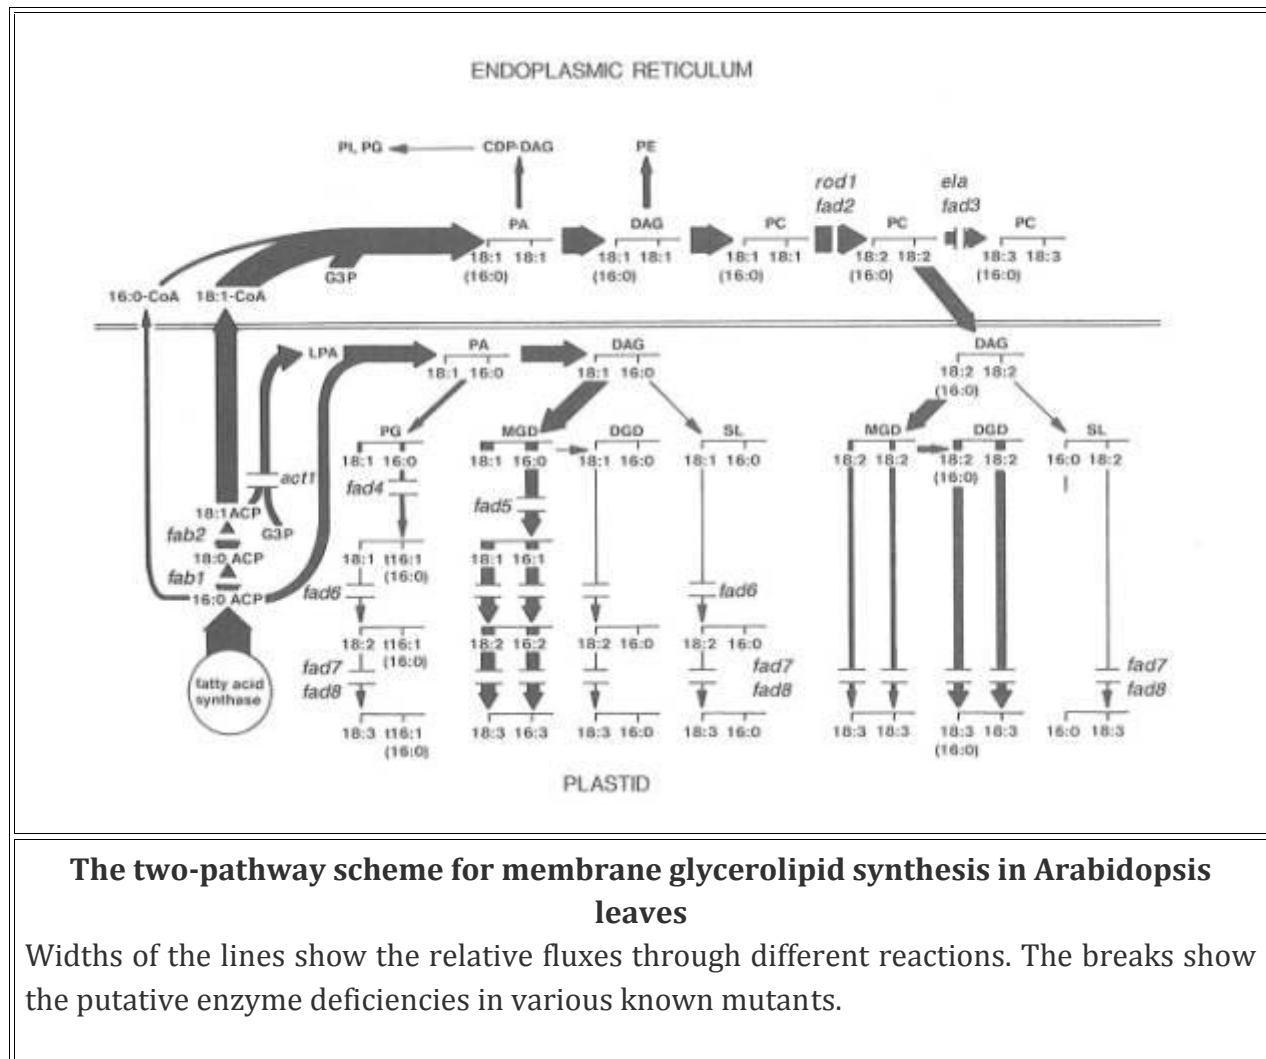 ENDOPLASMIC RETICULUM
PI, PG CDP-DAG PE
rod1 ela
fad2 fad3
PA DAG PC PC PC
18:1 18:1 18:1 18:1 18:1 18:1 18:2 18:2 18:3 18:3
(16:0) (16:0) (16:0) (16:0) (16:0)
G3P
16:0-CoA 18:1-CoA
LPA PA DAG DAG
18:1 16:0 18:1 16:0 18:2 18:2
(16:0)
PG MGD DGD SL MGD DGD SL
18:1 16:0 18:1 16:0 18:1 16:0 18:1 16:0 18:2 18:2 18:2 18:2 16:0 18:2
(16:0)
act1 fad4 fad5
18:1 ACP
fab2 G3P
18:0 ACP 18:1 t16:1 18:1 16:1
(16:0)
fab1
16:0 ACP fad6 fad6
18:2 t16:1 18:2 16:2 18:2 16:0 18:2 16:0
(16:0)
fatty acid fad7 fad7 fad7
synthase fad8 fad8 fad8
18:3 t16:1 18:3 16:3 18:3 16:0 18:3 16:0 18:3 18:3 18:3 18:3 16:0 18:3
(16:0) (16:0)
PLASTID
The two-pathway scheme for membrane glycerolipid synthesis in Arabidopsis
leaves
Widths of the lines show the relative fluxes through different reactions. The breaks show
the putative enzyme deficiencies in various known mutants.